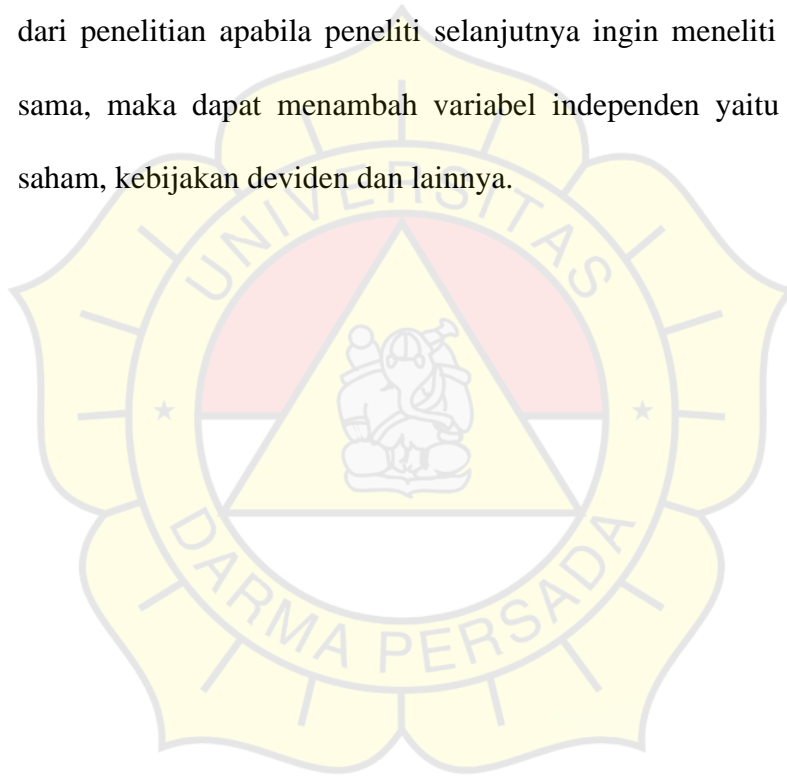 dari penelitian apabila peneliti selanjutnya ingin meneliti
sama, maka dapat menambah variabel independen yaitu
saham, kebijakan deviden dan lainnya.
UNIVERSITAS
DARMA PERSADA